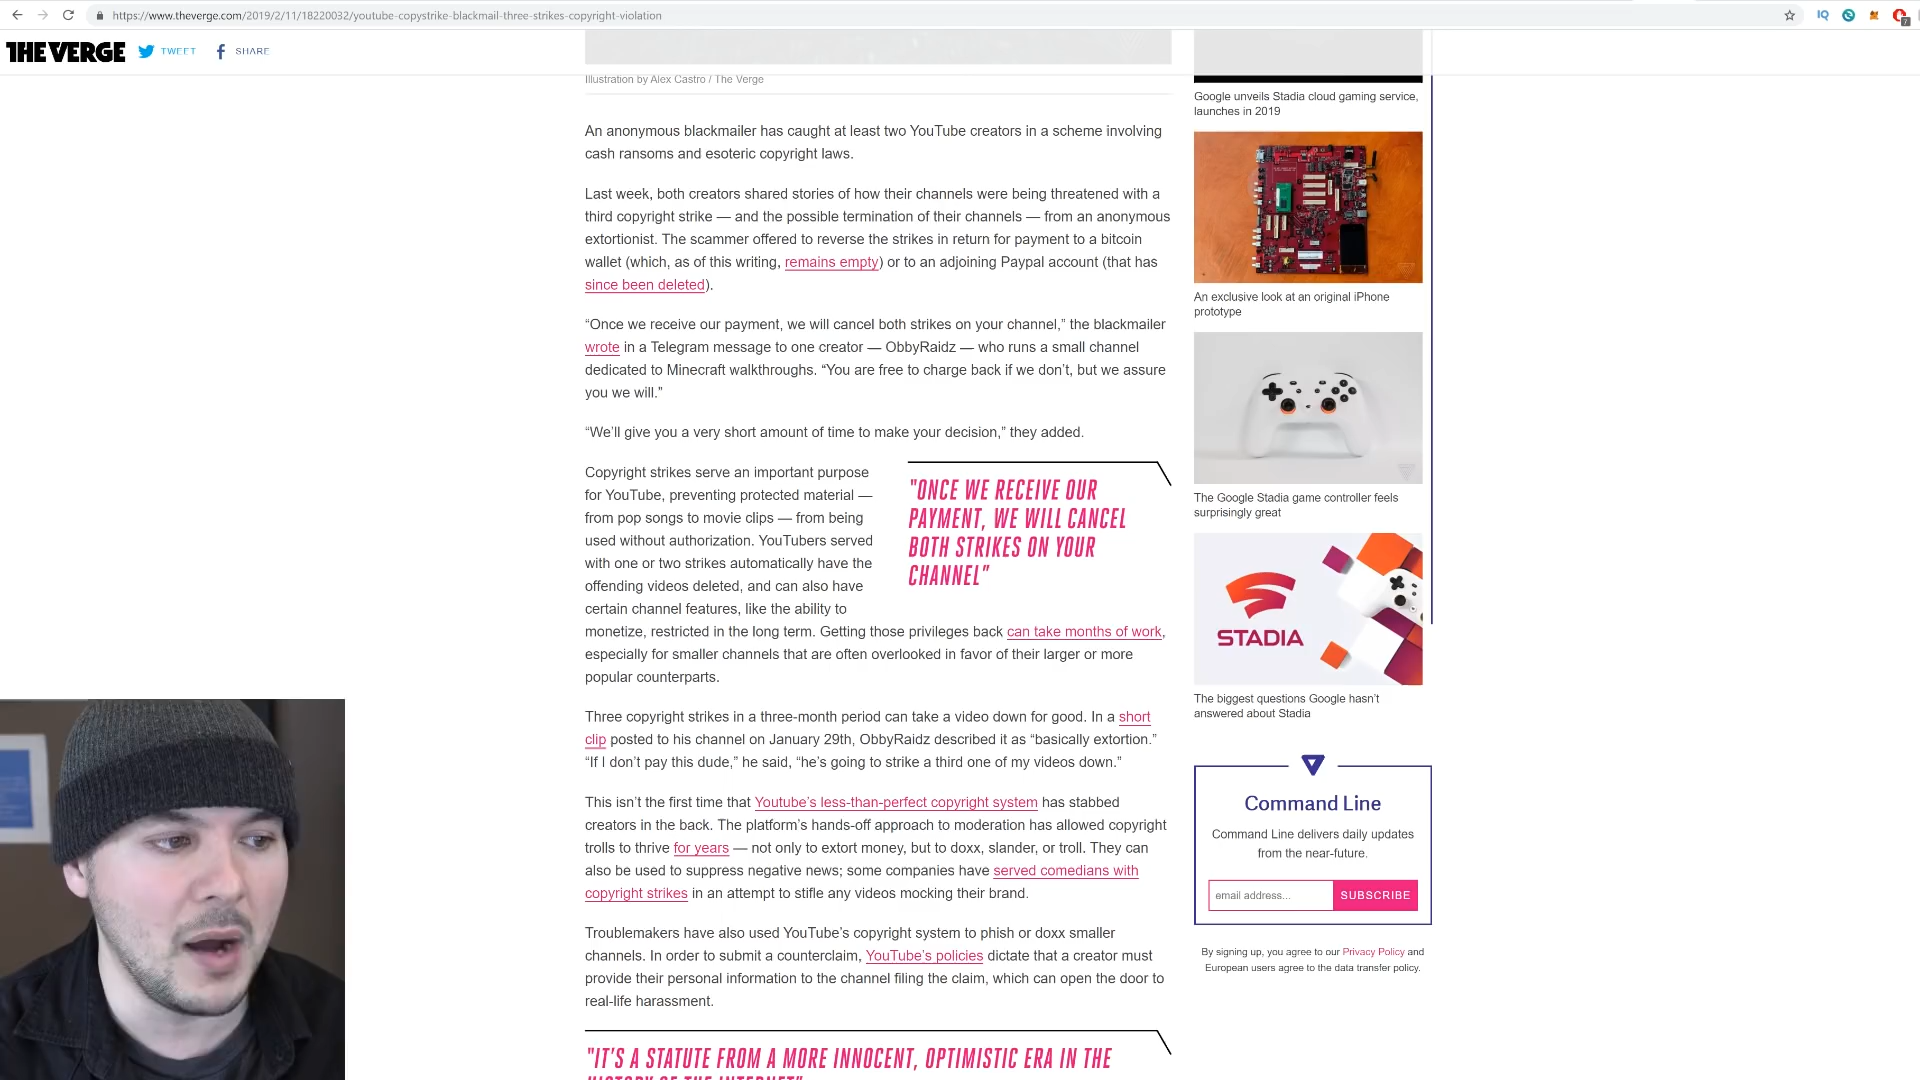 https://www.theverge.com/2019/2/11/18220032/youtube-copystrike-blackmail-three-strikes-copyright-violation
IQ
7
THE VERGE
TWEET
SHARE
Illustration by Alex Castro / The Verge
An anonymous blackmailer has caught at least two YouTube creators in a scheme involving
cash ransoms and esoteric copyright laws.
Last week, both creators shared stories of how their channels were being threatened with a
third copyright strike — and the possible termination of their channels — from an anonymous
extortionist. The scammer offered to reverse the strikes in return for payment to a bitcoin
wallet (which, as of this writing, remains empty) or to an adjoining Paypal account (that has
since been deleted).
“Once we receive our payment, we will cancel both strikes on your channel,” the blackmailer
wrote in a Telegram message to one creator — ObbyRaidz — who runs a small channel
dedicated to Minecraft walkthroughs. “You are free to charge back if we don’t, but we assure
you we will.”
“We’ll give you a very short amount of time to make your decision,” they added.
Copyright strikes serve an important purpose
for YouTube, preventing protected material —
from pop songs to movie clips — from being
used without authorization. YouTubers served
with one or two strikes automatically have the
offending videos deleted, and can also have
certain channel features, like the ability to
monetize, restricted in the long term. Getting those privileges back can take months of work,
especially for smaller channels that are often overlooked in favor of their larger or more
popular counterparts.
"ONCE WE RECEIVE OUR
PAYMENT, WE WILL CANCEL
BOTH STRIKES ON YOUR
CHANNEL”
Three copyright strikes in a three-month period can take a video down for good. In a short
clip posted to his channel on January 29th, ObbyRaidz described it as “basically extortion.”
“If I don’t pay this dude,” he said, “he’s going to strike a third one of my videos down.”
This isn’t the first time that Youtube’s less-than-perfect copyright system has stabbed
creators in the back. The platform’s hands-off approach to moderation has allowed copyright
trolls to thrive for years — not only to extort money, but to doxx, slander, or troll. They can
also be used to suppress negative news; some companies have served comedians with
copyright strikes in an attempt to stifle any videos mocking their brand.
Troublemakers have also used YouTube’s copyright system to phish or doxx smaller
channels. In order to submit a counterclaim, YouTube’s policies dictate that a creator must
provide their personal information to the channel filing the claim, which can open the door to
real-life harassment.
"IT’S A STATUTE FROM A MORE INNOCENT, OPTIMISTIC ERA IN THE
HISTORY OF THE INTERNET”
Google unveils Stadia cloud gaming service,
launches in 2019
An exclusive look at an original iPhone
prototype
The Google Stadia game controller feels
surprisingly great
STADIA
The biggest questions Google hasn’t
answered about Stadia
Command Line
Command Line delivers daily updates
from the near-future.
email address...
SUBSCRIBE
By signing up, you agree to our Privacy Policy and
European users agree to the data transfer policy.